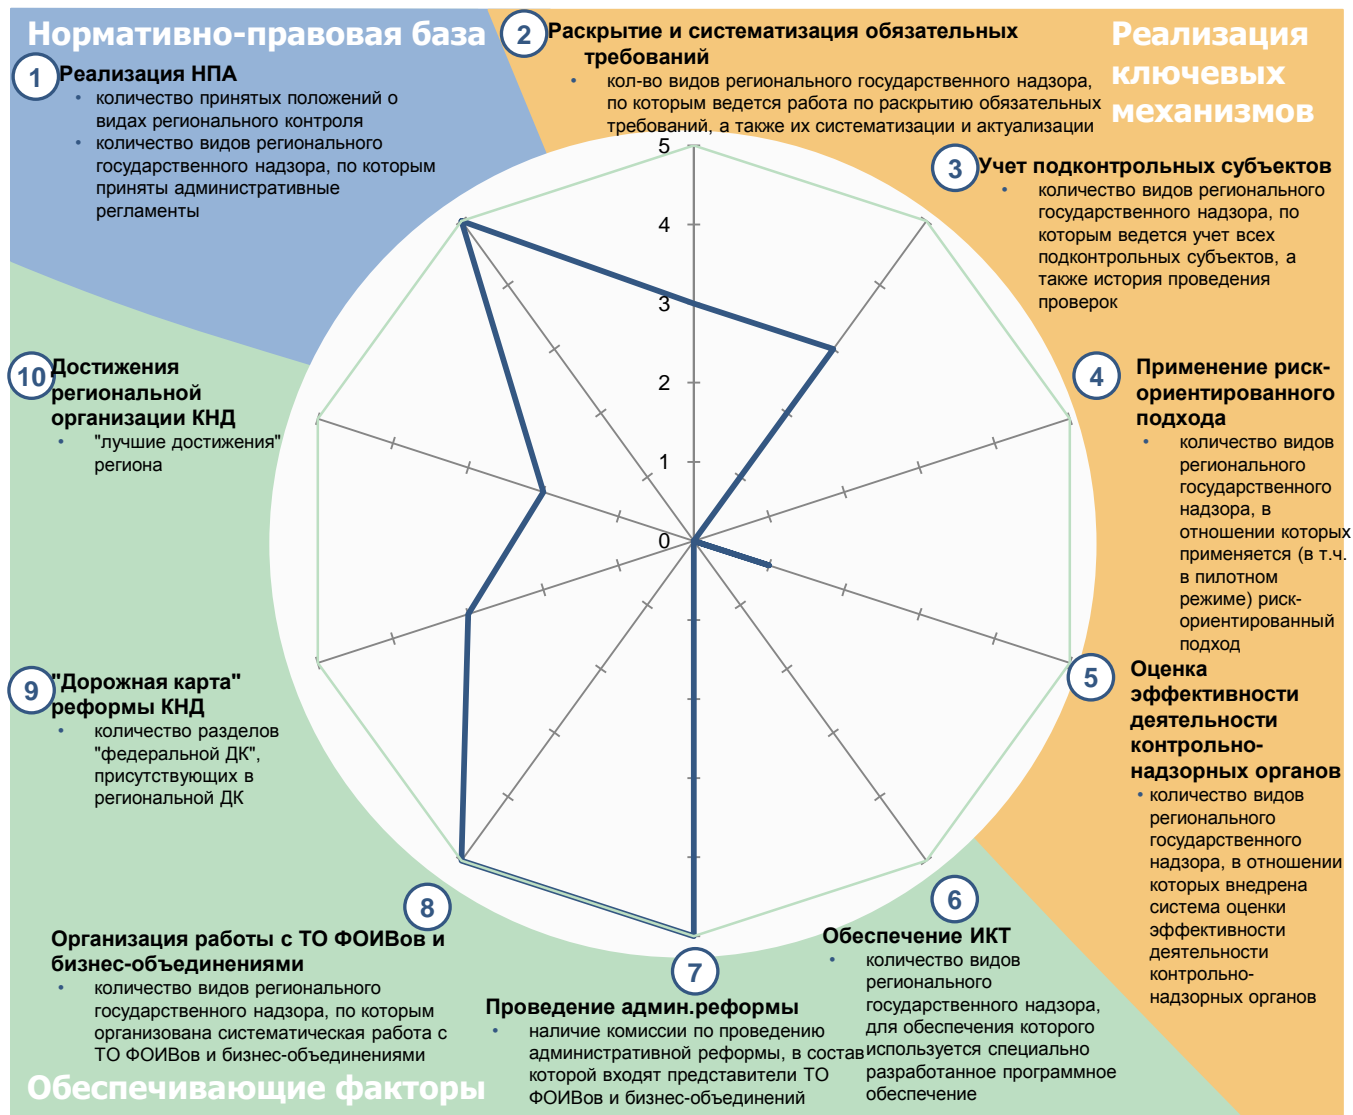 Нормативно-правовая база
1
Реализация НПА
• количество принятых положений о
видах регионального контроля
• количество видов регионального
государственного надзора, по которым
приняты административные
регламенты
2
Раскрытие и систематизация обязательных
требований
• кол-во видов регионального государственного надзора,
по которым ведется работа по раскрытию обязательных
требований, а также их систематизации и актуализации
Реализация
ключевых
механизмов
3
Учет подконтрольных субъектов
• количество видов регионального
государственного надзора, по
которым ведется учет всех
подконтрольных субъектов, а
также история проведения
проверок
4
Применение риск-
ориентированного
подхода
• количество видов
регионального
государственного
надзора, в
отношении которых
применяется (в т.ч.
в пилотном
режиме) риск-
ориентированный
подход
5
Оценка
эффективности
деятельности
контрольно-
надзорных органов
• количество видов
регионального
государственного
надзора, в отношении
которых внедрена
система оценки
эффективности
деятельности
контрольно-
надзорных органов
6
Обеспечение ИКТ
• количество видов
регионального
государственного надзора,
для обеспечения которого
используется специально
разработанное программное
обеспечение
7
Проведение админ.реформы
• наличие комиссии по проведению
административной реформы, в состав
которой входят представители ТО
ФОИВов и бизнес-объединений
8
Организация работы с ТО ФОИВов и
бизнес-объединениями
• количество видов регионального
государственного надзора, по которым
организована систематическая работа с
ТО ФОИВов и бизнес-объединениями
Обеспечивающие факторы
9
"Дорожная карта"
реформы КНД
• количество разделов
"федеральной ДК",
присутствующих в
региональной ДК
10
Достижения
региональной
организации КНД
• "лучшие достижения"
региона
5
4
3
2
1
0